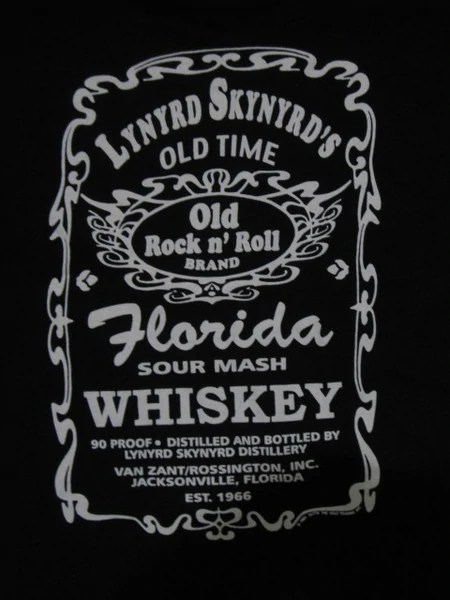 LYNYRD SKYNYRD'S
OLD TIME
Old
Rock n' Roll
BRAND
Florida
SOUR MASH
WHISKEY
90 PROOF • DISTILLED AND BOTTLED BY
LYNYRD SKYNYRD DISTILLERY
VAN ZANT/ROSSINGTON, INC.
JACKSONVILLE, FLORIDA
EST. 1966